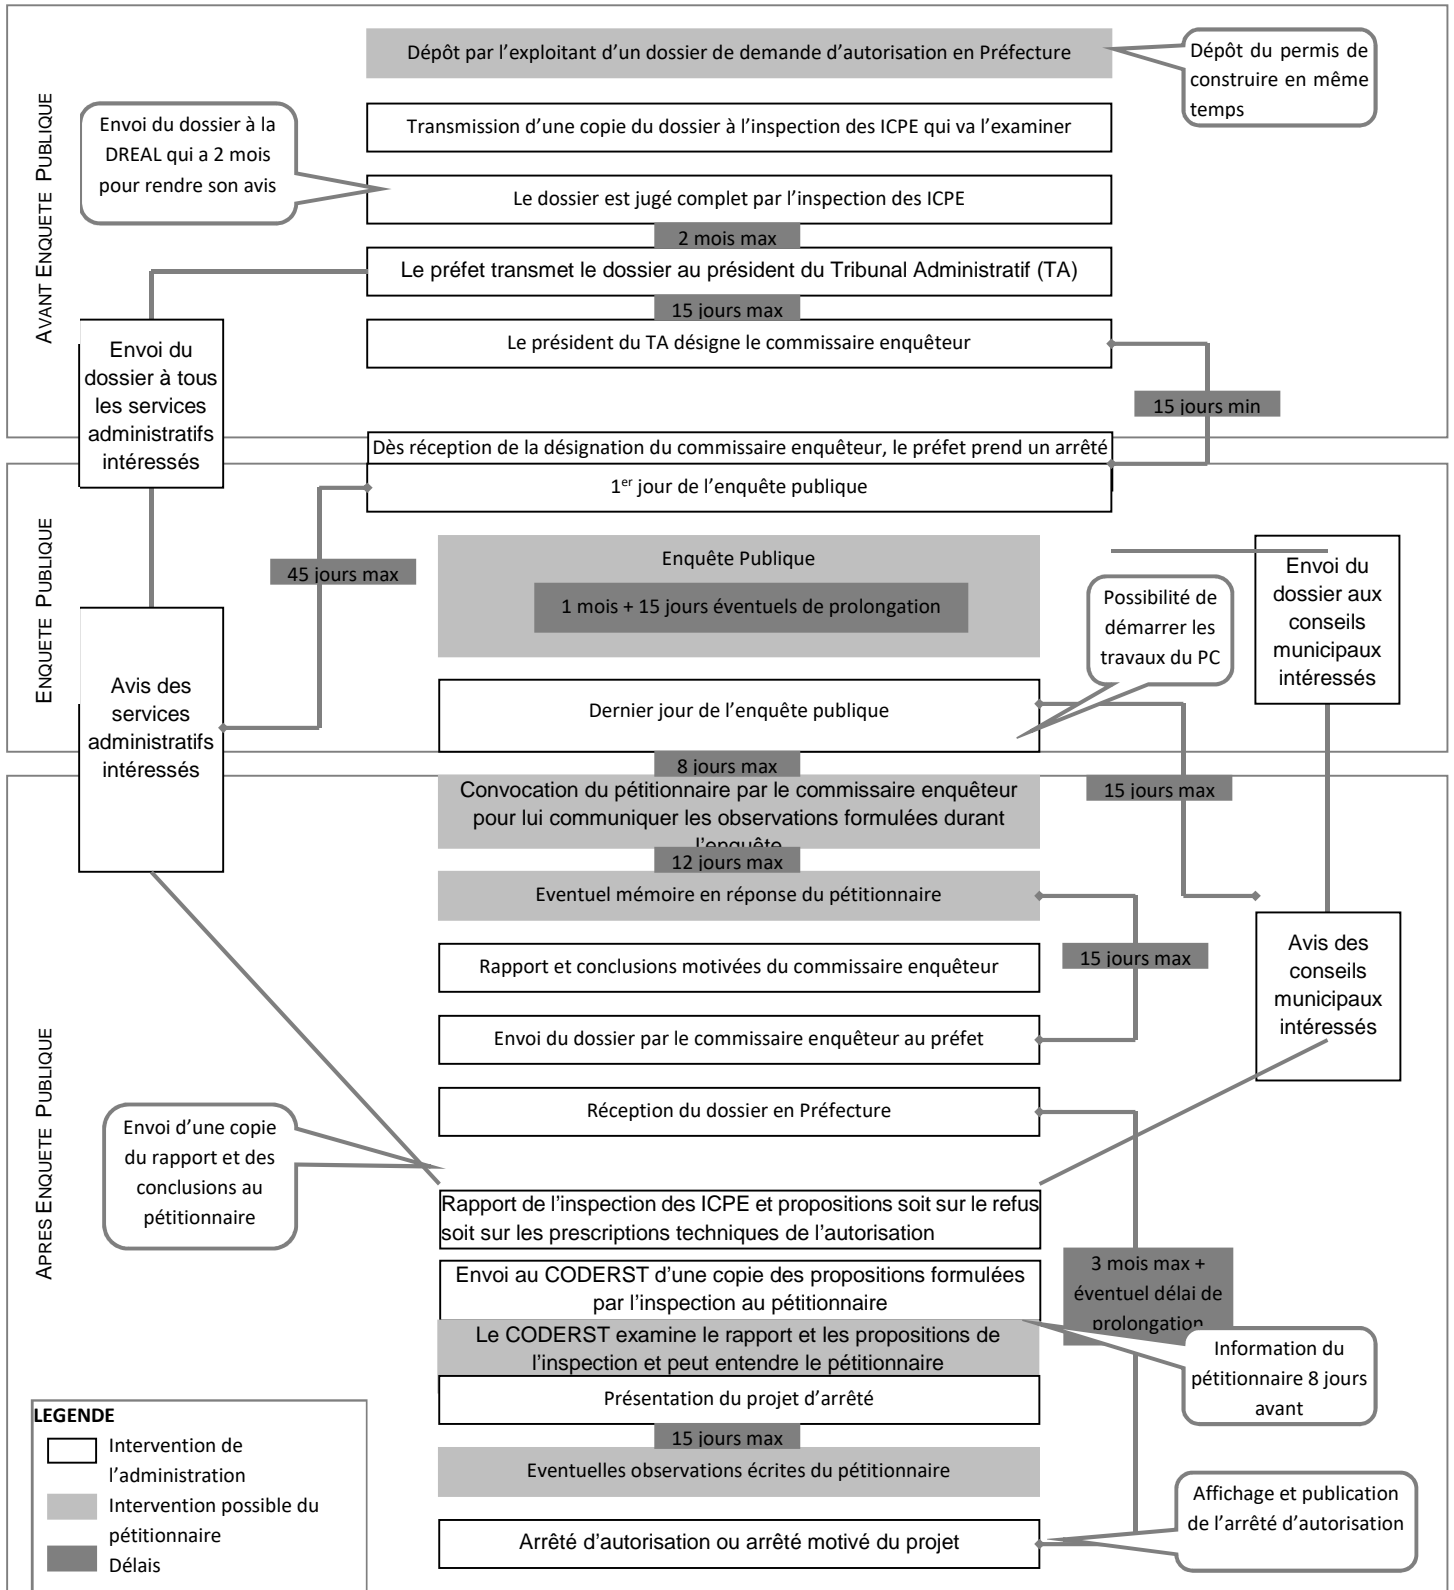 AVANT ENQUETE PUBLIQUE
Dépôt par l'exploitant d'un dossier de demande d'autorisation en Préfecture
Dépôt du permis de
construire en même
temps
Envoi du dossier à la
DREAL qui a 2 mois
pour rendre son avis
Transmission d'une copie du dossier à l'inspection des ICPE qui va l'examiner
Le dossier est jugé complet par l'inspection des ICPE
2 mois max
Le préfet transmet le dossier au président du Tribunal Administratif (TA)
15 jours max
Le président du TA désigne le commissaire enquêteur
Envoi du
dossier à tous
les services
administratifs
intéressés
15 jours min
Dès réception de la désignation du commissaire enquêteur, le préfet prend un arrêté
ENQUETE PUBLIQUE
1er jour de l'enquête publique
45 jours max
Enquête Publique
1 mois + 15 jours éventuels de prolongation
Envoi du
dossier aux
conseils
municipaux
intéressés
Possibilité de
démarrer les
travaux du PC
Avis des
services
administratifs
intéressés
Dernier jour de l'enquête publique
8 jours max
APRES ENQUETE PUBLIQUE
Convocation du pétitionnaire par le commissaire enquêteur
pour lui communiquer les observations formulées durant
l'enquête
15 jours max
12 jours max
Eventuel mémoire en réponse du pétitionnaire
Rapport et conclusions motivées du commissaire enquêteur
15 jours max
Avis des
conseils
municipaux
intéressés
Envoi du dossier par le commissaire enquêteur au préfet
Réception du dossier en Préfecture
Envoi d'une copie
du rapport et des
conclusions au
pétitionnaire
Rapport de l'inspection des ICPE et propositions soit sur le refus
soit sur les prescriptions techniques de l'autorisation
Envoi au CODERST d'une copie des propositions formulées
par l'inspection au pétitionnaire
3 mois max +
éventuel délai de
prolongation
Le CODERST examine le rapport et les propositions de
l'inspection et peut entendre le pétitionnaire
Information du
pétitionnaire 8 jours
avant
Présentation du projet d'arrêté
15 jours max
Eventuelles observations écrites du pétitionnaire
Affichage et publication
de l'arrêté d'autorisation
Arrêté d'autorisation ou arrêté motivé du projet
LEGENDE
Intervention de
l'administration
Intervention possible du
pétitionnaire
Délais